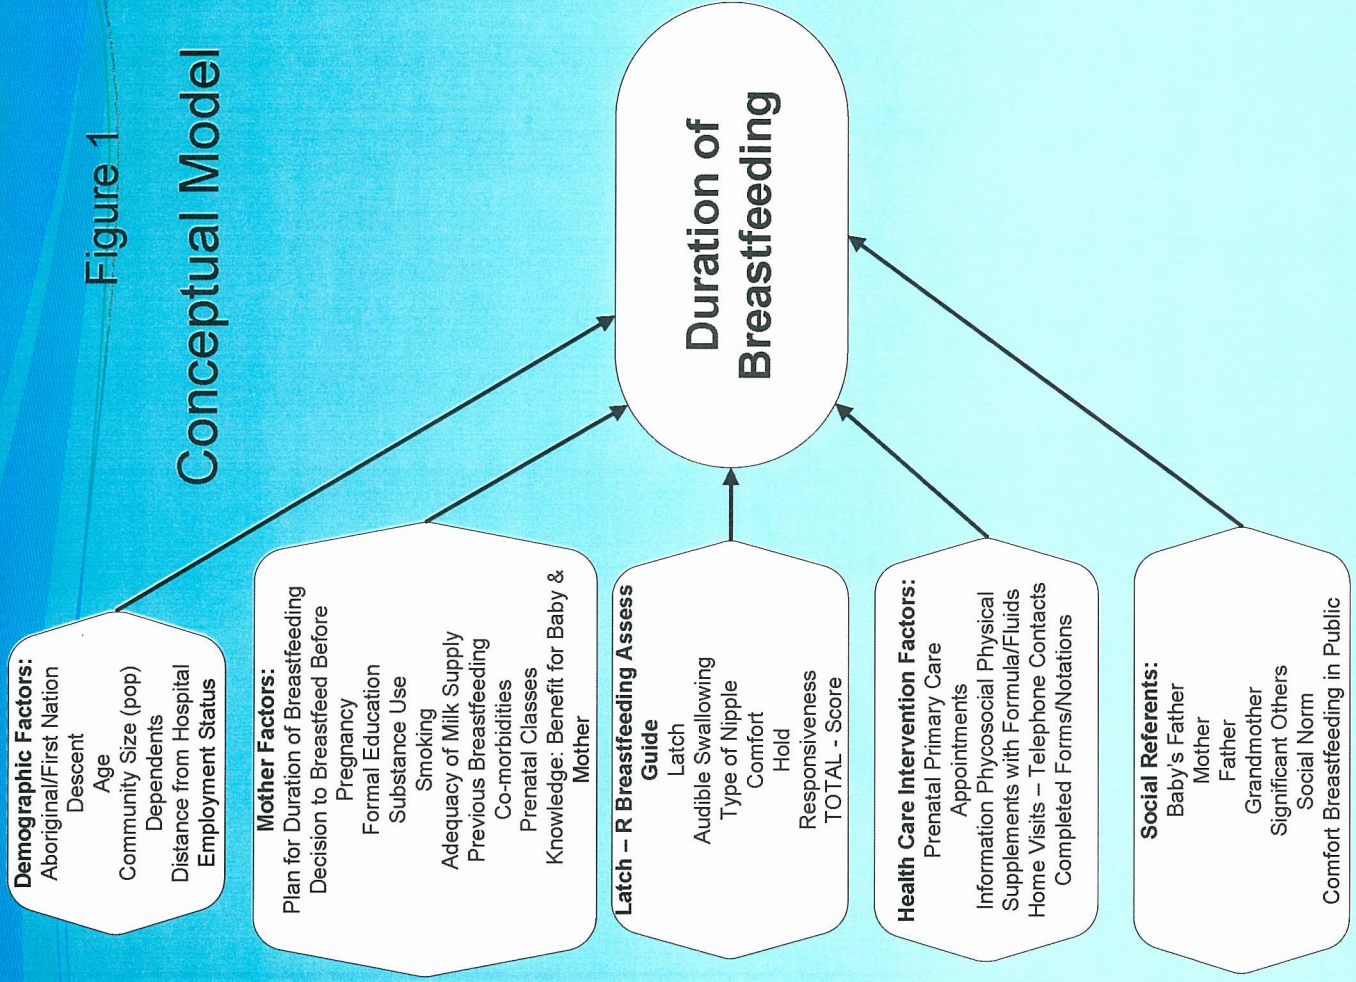 Figure 1
Conceptual Model
Demographic Factors:
Aboriginal/First Nation
Descent
Age
Community Size (pop)
Dependents
Distance from Hospital
Employment Status
Mother Factors:
Plan for Duration of Breastfeeding
Decision to Breastfeed Before
Pregnancy
Formal Education
Substance Use
Smoking
Adequacy of Milk Supply
Previous Breastfeeding
Co-morbidities
Prenatal Classes
Knowledge: Benefit for Baby &
Mother
Latch – R Breastfeeding Assess
Guide
Latch
Audible Swallowing
Type of Nipple
Comfort
Hold
Responsiveness
TOTAL - Score
Health Care Intervention Factors:
Prenatal Primary Care
Appointments
Information Phycosocial Physical
Supplements with Formula/Fluids
Home Visits – Telephone Contacts
Completed Forms/Notations
Social Referents:
Baby's Father
Mother
Father
Grandmother
Significant Others
Social Norm
Comfort Breastfeeding in Public
Duration of
Breastfeeding